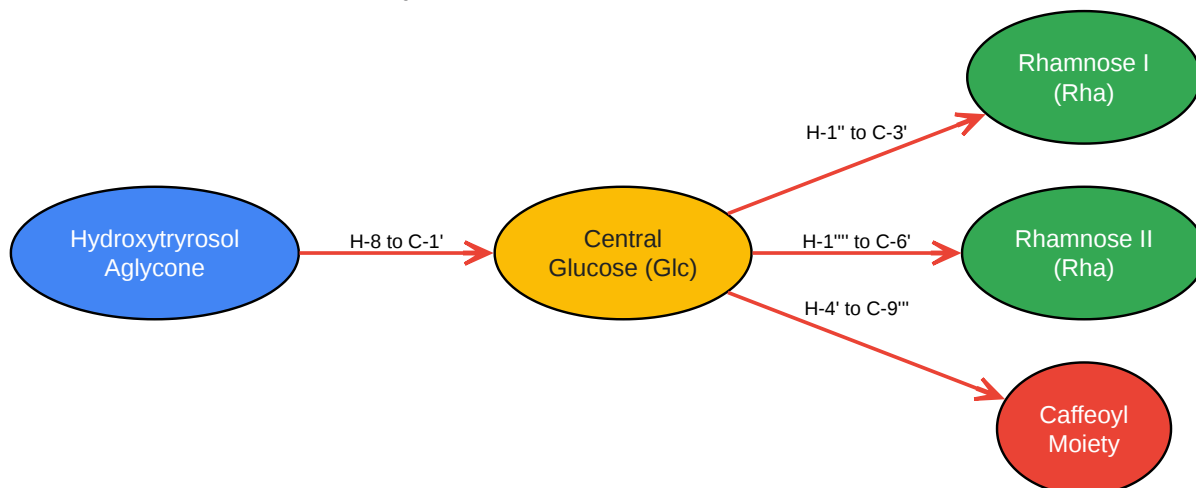 Rhamnose I
(Rha)
H-1" to C-3'
Hydroxytryrosol
Aglycone
H-8 to C-1'
Central
Glucose (Glc)
H-1"" to C-6'
Rhamnose II
(Rha)
H-4' to C-9'"
Caffeoyl
Moiety